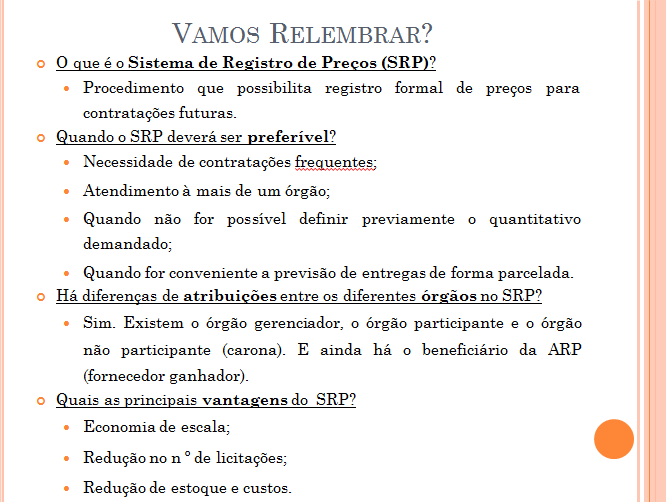 VAMOS RELEMBRAR?
O que é o Sistema de Registro de Preços (SRP)?
Procedimento que possibilita registro formal de preços para
contratações futuras.
Quando o SRP deverá ser preferível?
Necessidade de contratações frequentes;
Atendimento à mais de um órgão;
Quando não for possível definir previamente o quantitativo
demandado;
Quando for conveniente a previsão de entregas de forma parcelada.
Há diferenças de atribuições entre os diferentes órgãos no SRP?
Sim. Existem o órgão gerenciador, o órgão participante e o órgão
não participante (carona). E ainda há o beneficiário da ARP
(fornecedor ganhador).
Quais as principais vantagens do SRP?
Economia de escala;
Redução no n º de licitações;
Redução de estoque e custos.